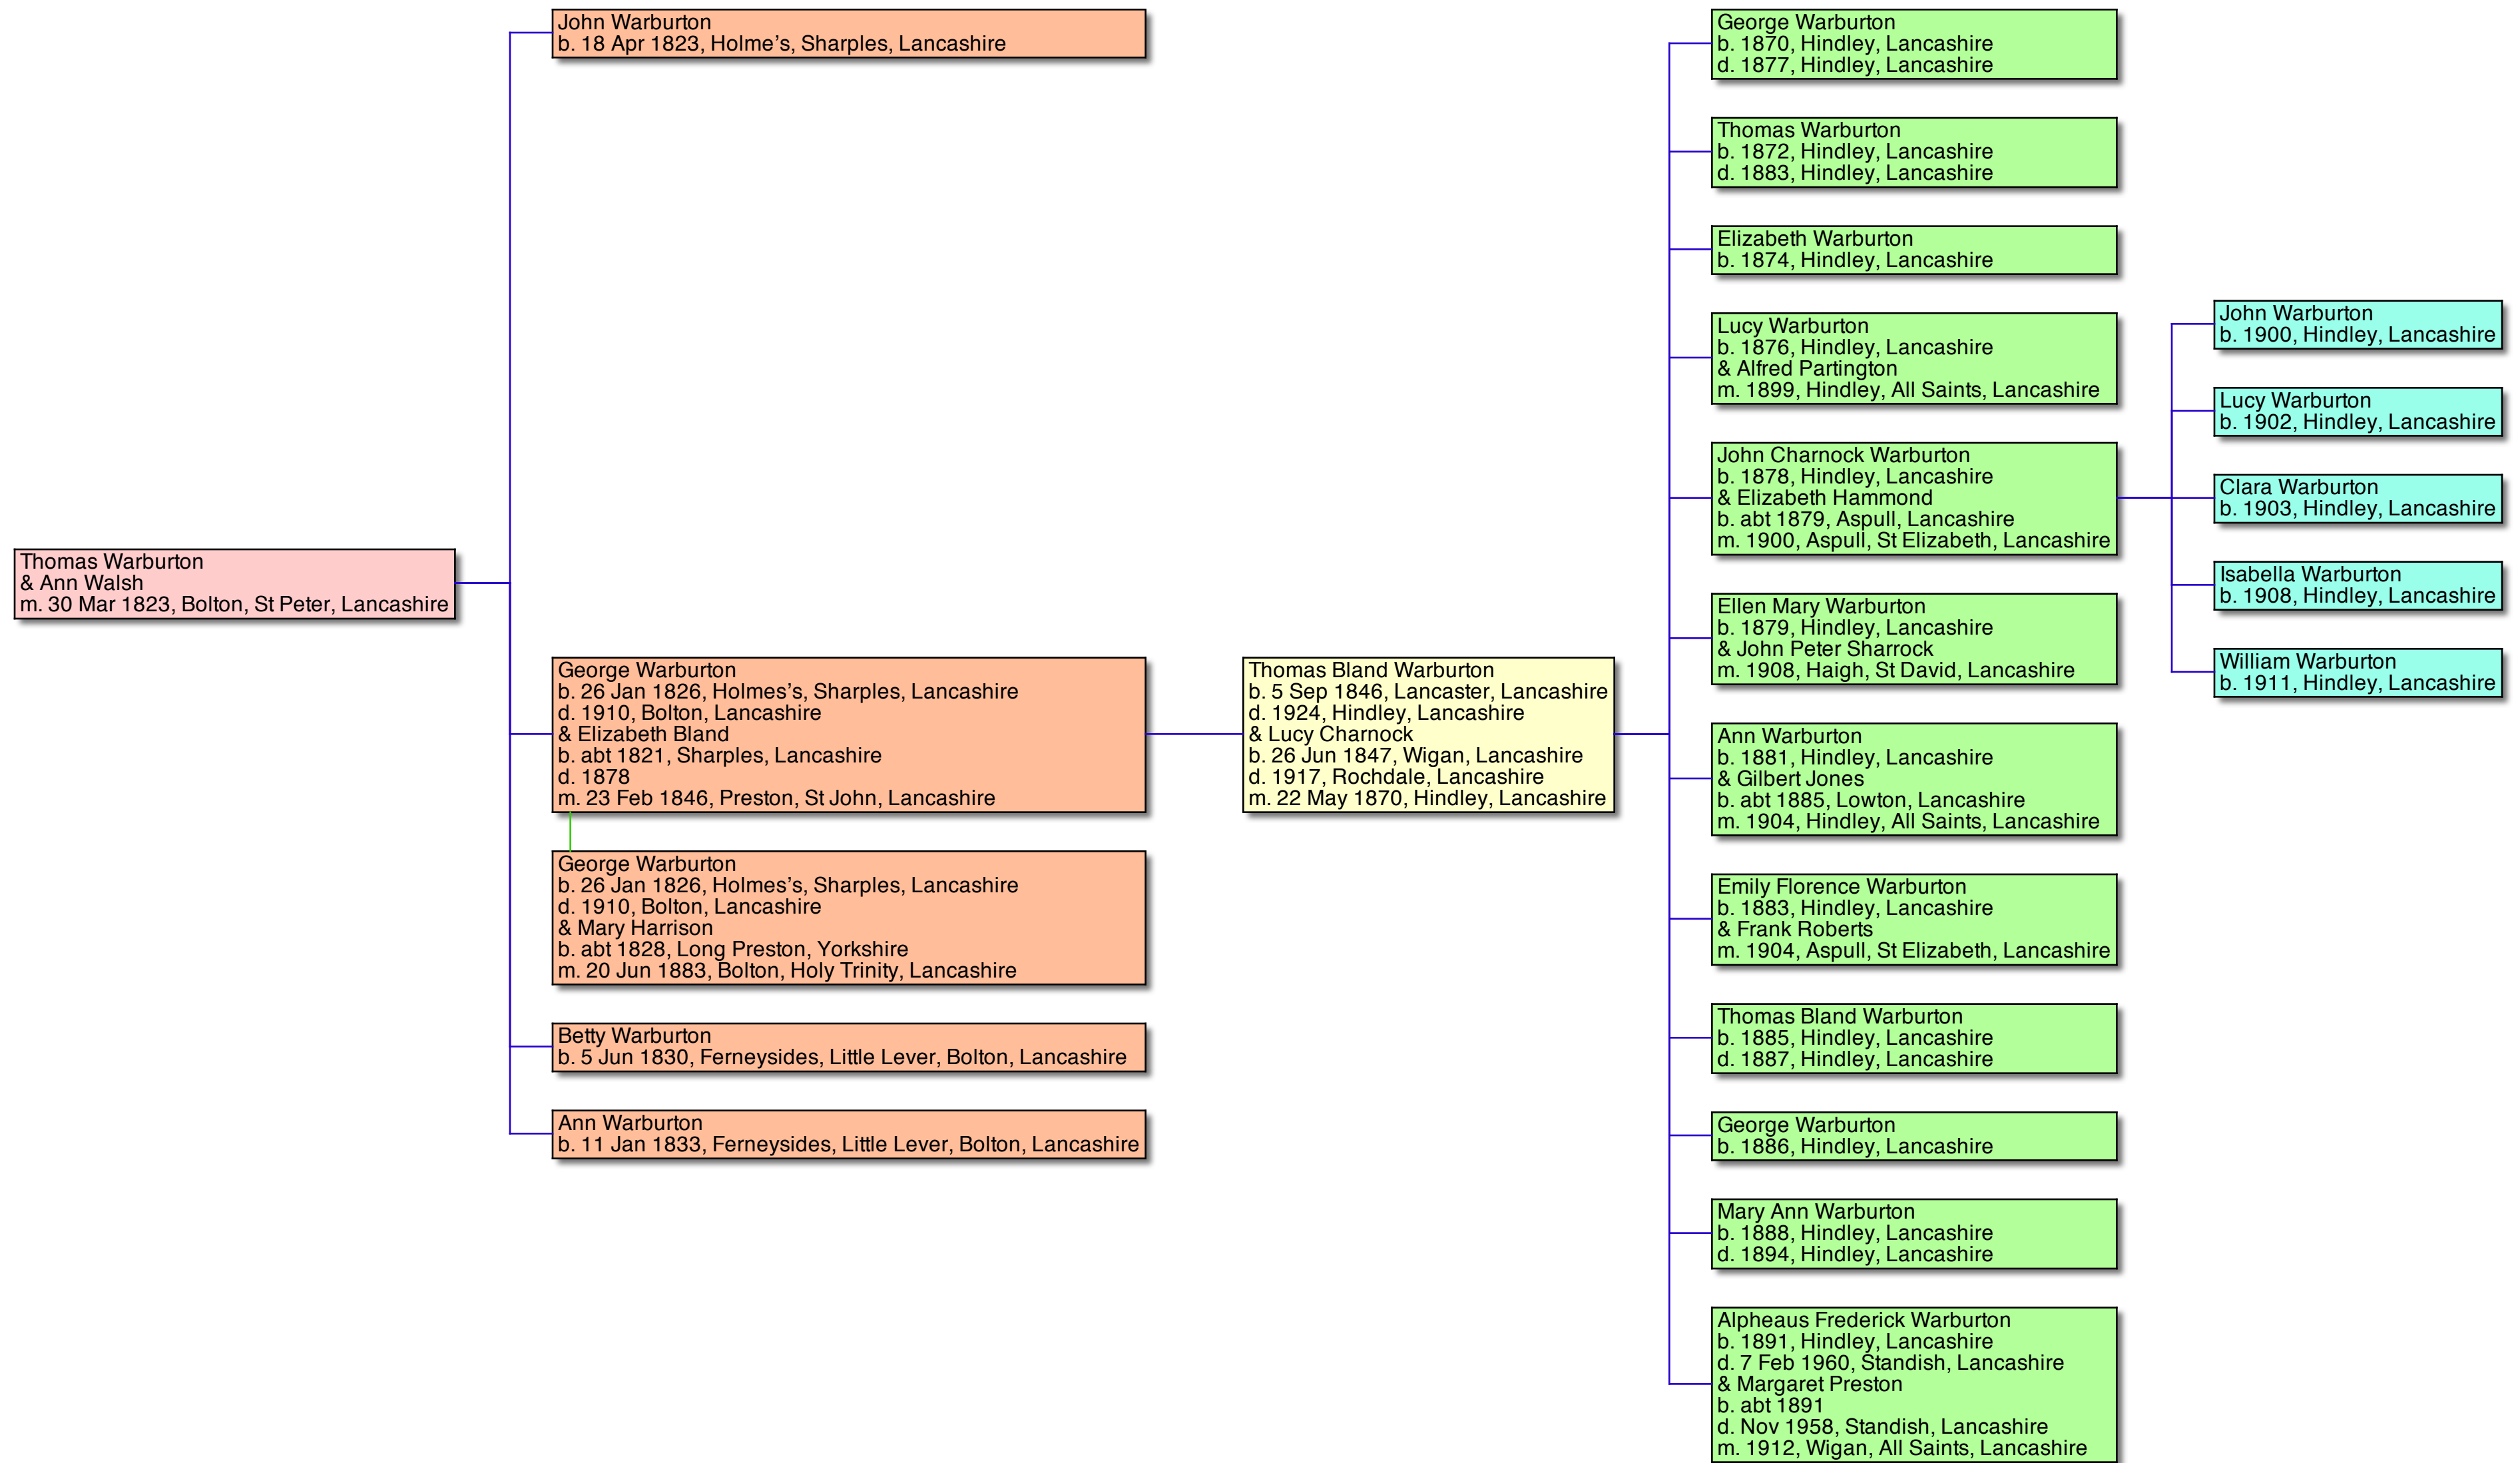 Thomas Warburton
& Ann Walsh
m. 30 Mar 1823, Bolton, St Peter, Lancashire
John Warburton
b. 18 Apr 1823, Holme’s, Sharples, Lancashire
George Warburton
b. 26 Jan 1826, Holmes’s, Sharples, Lancashire
d. 1910, Bolton, Lancashire
& Elizabeth Bland
b. abt 1821, Sharples, Lancashire
d. 1878
m. 23 Feb 1846, Preston, St John, Lancashire
George Warburton
b. 26 Jan 1826, Holmes’s, Sharples, Lancashire
d. 1910, Bolton, Lancashire
& Mary Harrison
b. abt 1828, Long Preston, Yorkshire
m. 20 Jun 1883, Bolton, Holy Trinity, Lancashire
Betty Warburton
b. 5 Jun 1830, Ferneysides, Little Lever, Bolton, Lancashire
Ann Warburton
b. 11 Jan 1833, Ferneysides, Little Lever, Bolton, Lancashire
Thomas Bland Warburton
b. 5 Sep 1846, Lancaster, Lancashire
d. 1924, Hindley, Lancashire
& Lucy Charnock
b. 26 Jun 1847, Wigan, Lancashire
d. 1917, Rochdale, Lancashire
m. 22 May 1870, Hindley, Lancashire
George Warburton
b. 1870, Hindley, Lancashire
d. 1877, Hindley, Lancashire
Thomas Warburton
b. 1872, Hindley, Lancashire
d. 1883, Hindley, Lancashire
Elizabeth Warburton
b. 1874, Hindley, Lancashire
Lucy Warburton
b. 1876, Hindley, Lancashire
& Alfred Partington
m. 1899, Hindley, All Saints, Lancashire
John Charnock Warburton
b. 1878, Hindley, Lancashire
& Elizabeth Hammond
b. abt 1879, Aspull, Lancashire
m. 1900, Aspull, St Elizabeth, Lancashire
Ellen Mary Warburton
b. 1879, Hindley, Lancashire
& John Peter Sharrock
m. 1908, Haigh, St David, Lancashire
Ann Warburton
b. 1881, Hindley, Lancashire
& Gilbert Jones
b. abt 1885, Lowton, Lancashire
m. 1904, Hindley, All Saints, Lancashire
Emily Florence Warburton
b. 1883, Hindley, Lancashire
& Frank Roberts
m. 1904, Aspull, St Elizabeth, Lancashire
Thomas Bland Warburton
b. 1885, Hindley, Lancashire
d. 1887, Hindley, Lancashire
George Warburton
b. 1886, Hindley, Lancashire
Mary Ann Warburton
b. 1888, Hindley, Lancashire
d. 1894, Hindley, Lancashire
Alpheaus Frederick Warburton
b. 1891, Hindley, Lancashire
d. 7 Feb 1960, Standish, Lancashire
& Margaret Preston
b. abt 1891
d. Nov 1958, Standish, Lancashire
m. 1912, Wigan, All Saints, Lancashire
John Warburton
b. 1900, Hindley, Lancashire
Lucy Warburton
b. 1902, Hindley, Lancashire
Clara Warburton
b. 1903, Hindley, Lancashire
Isabella Warburton
b. 1908, Hindley, Lancashire
William Warburton
b. 1911, Hindley, Lancashire